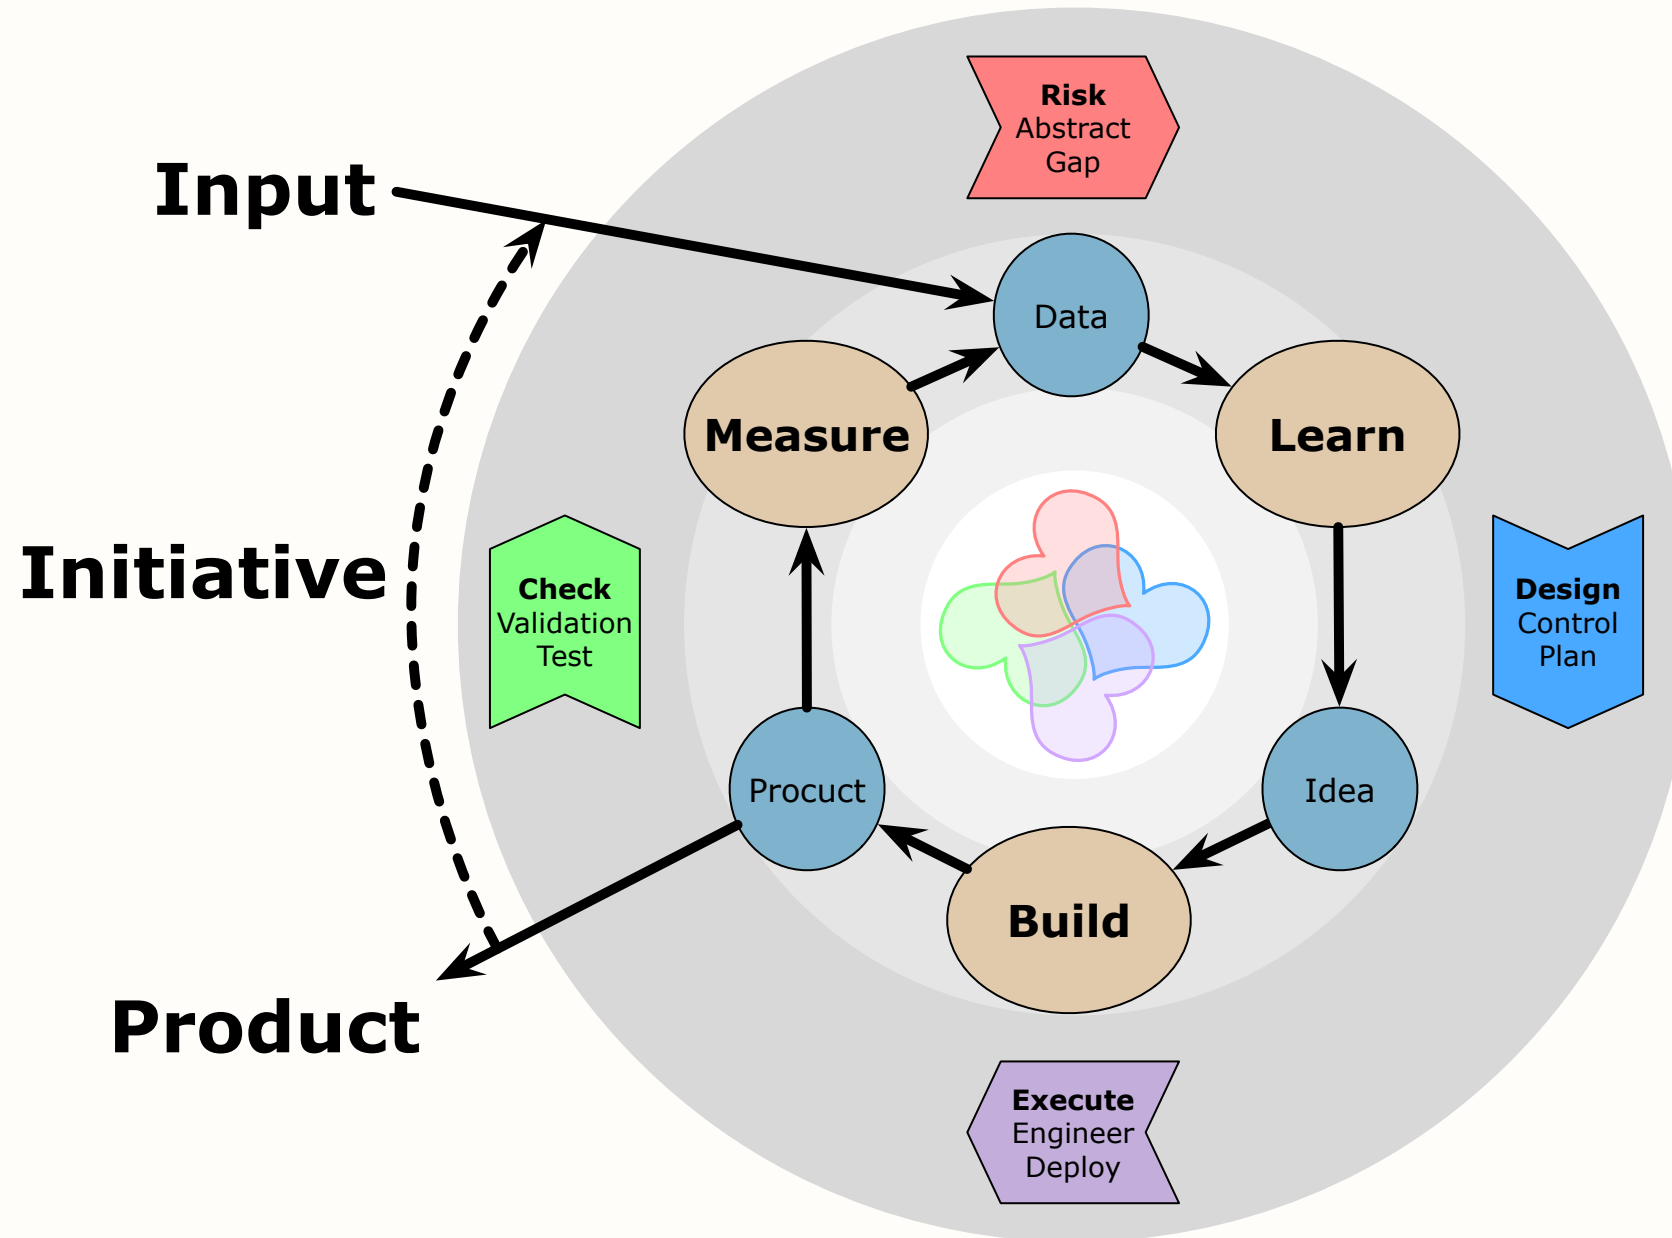 Risk
Abstract
Gap
Input
Data
Measure
Learn
Initiative
Check
Validation
Test
Design
Control
Plan
Procuct
Idea
Build
Product
Execute
Engineer
Deploy